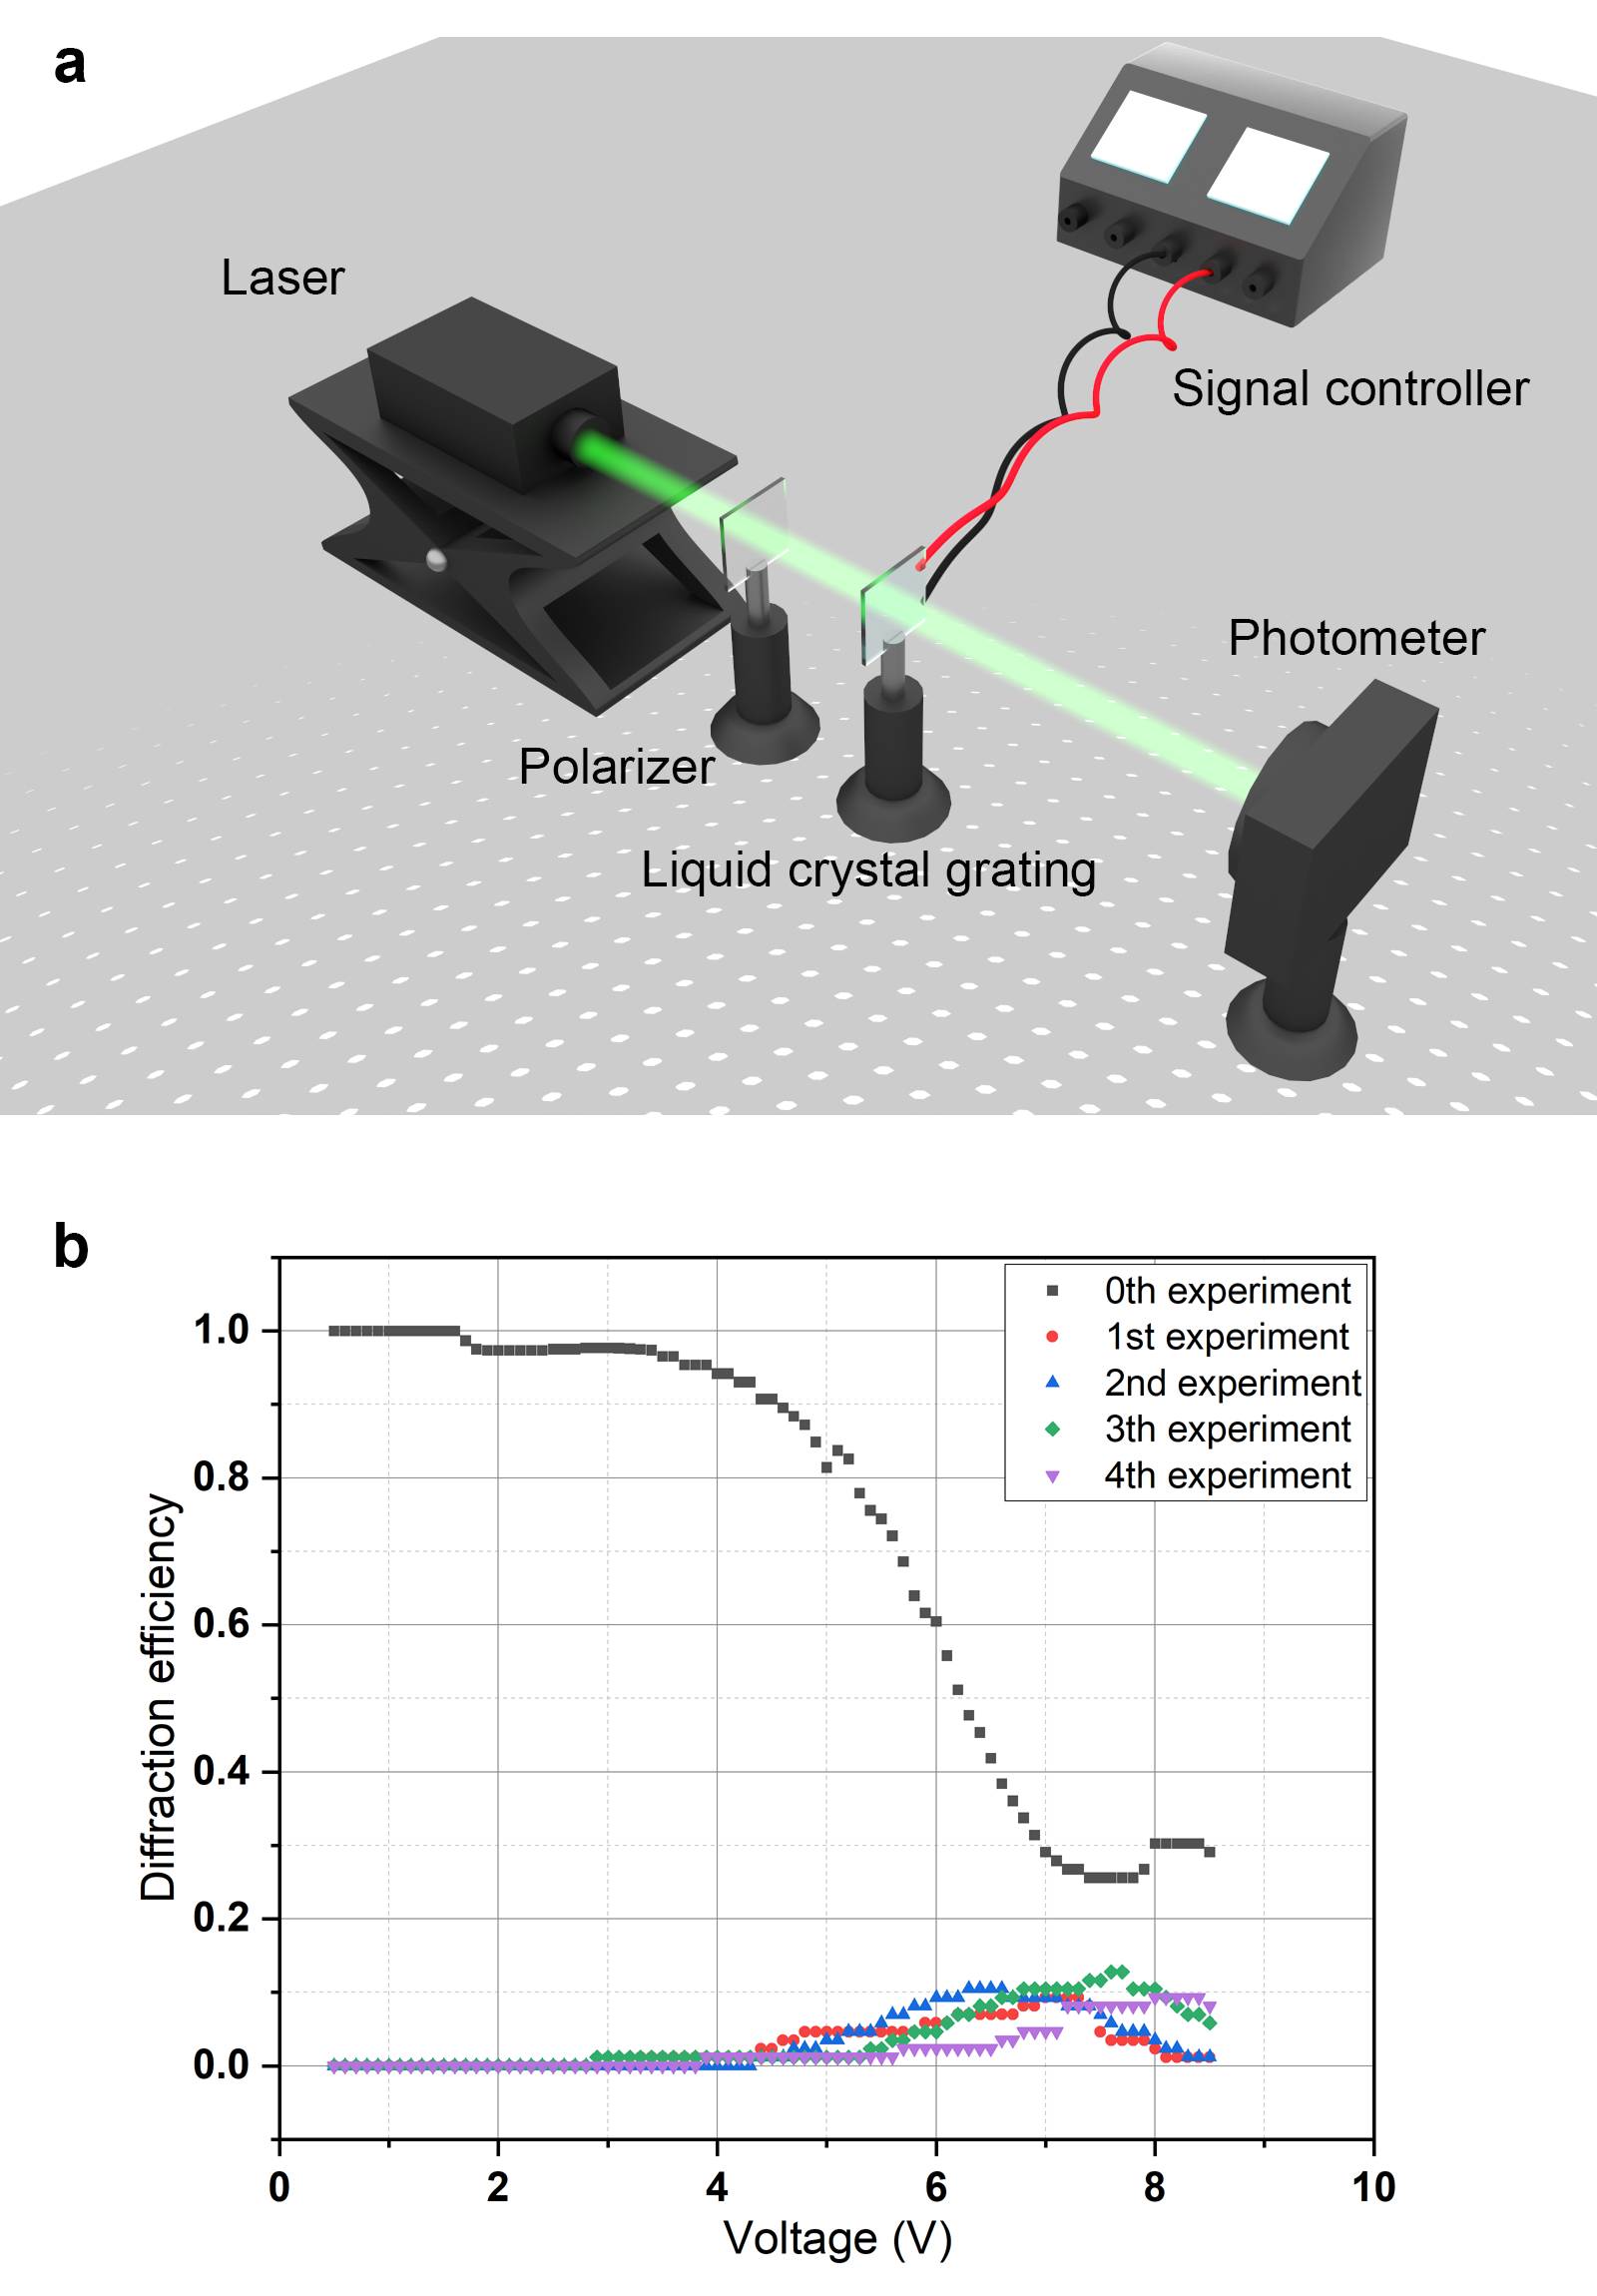 a
Laser
Signal controller
Photometer
Polarizer
Liquid crystal grating
b
0th experiment
1st experiment
2nd experiment
3th experiment
4th experiment
1.0
0.8
0.6
0.4
0.2
0.0
Diffraction efficiency
0 2 4 6 8 10
Voltage (V)